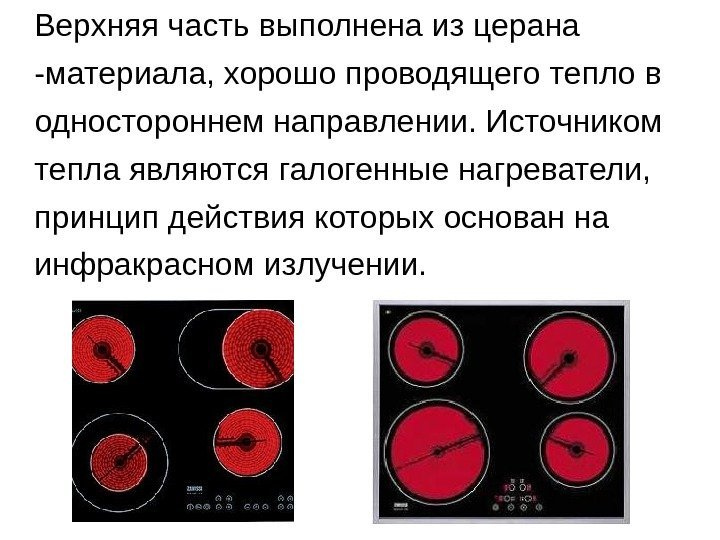 Верхняя часть выполнена из церана
-материала, хорошо проводящего тепло в
одностороннем направлении. Источником
тепла являются галогенные нагреватели,
принцип действия которых основан на
инфракрасном излучении.
ZANUSSI